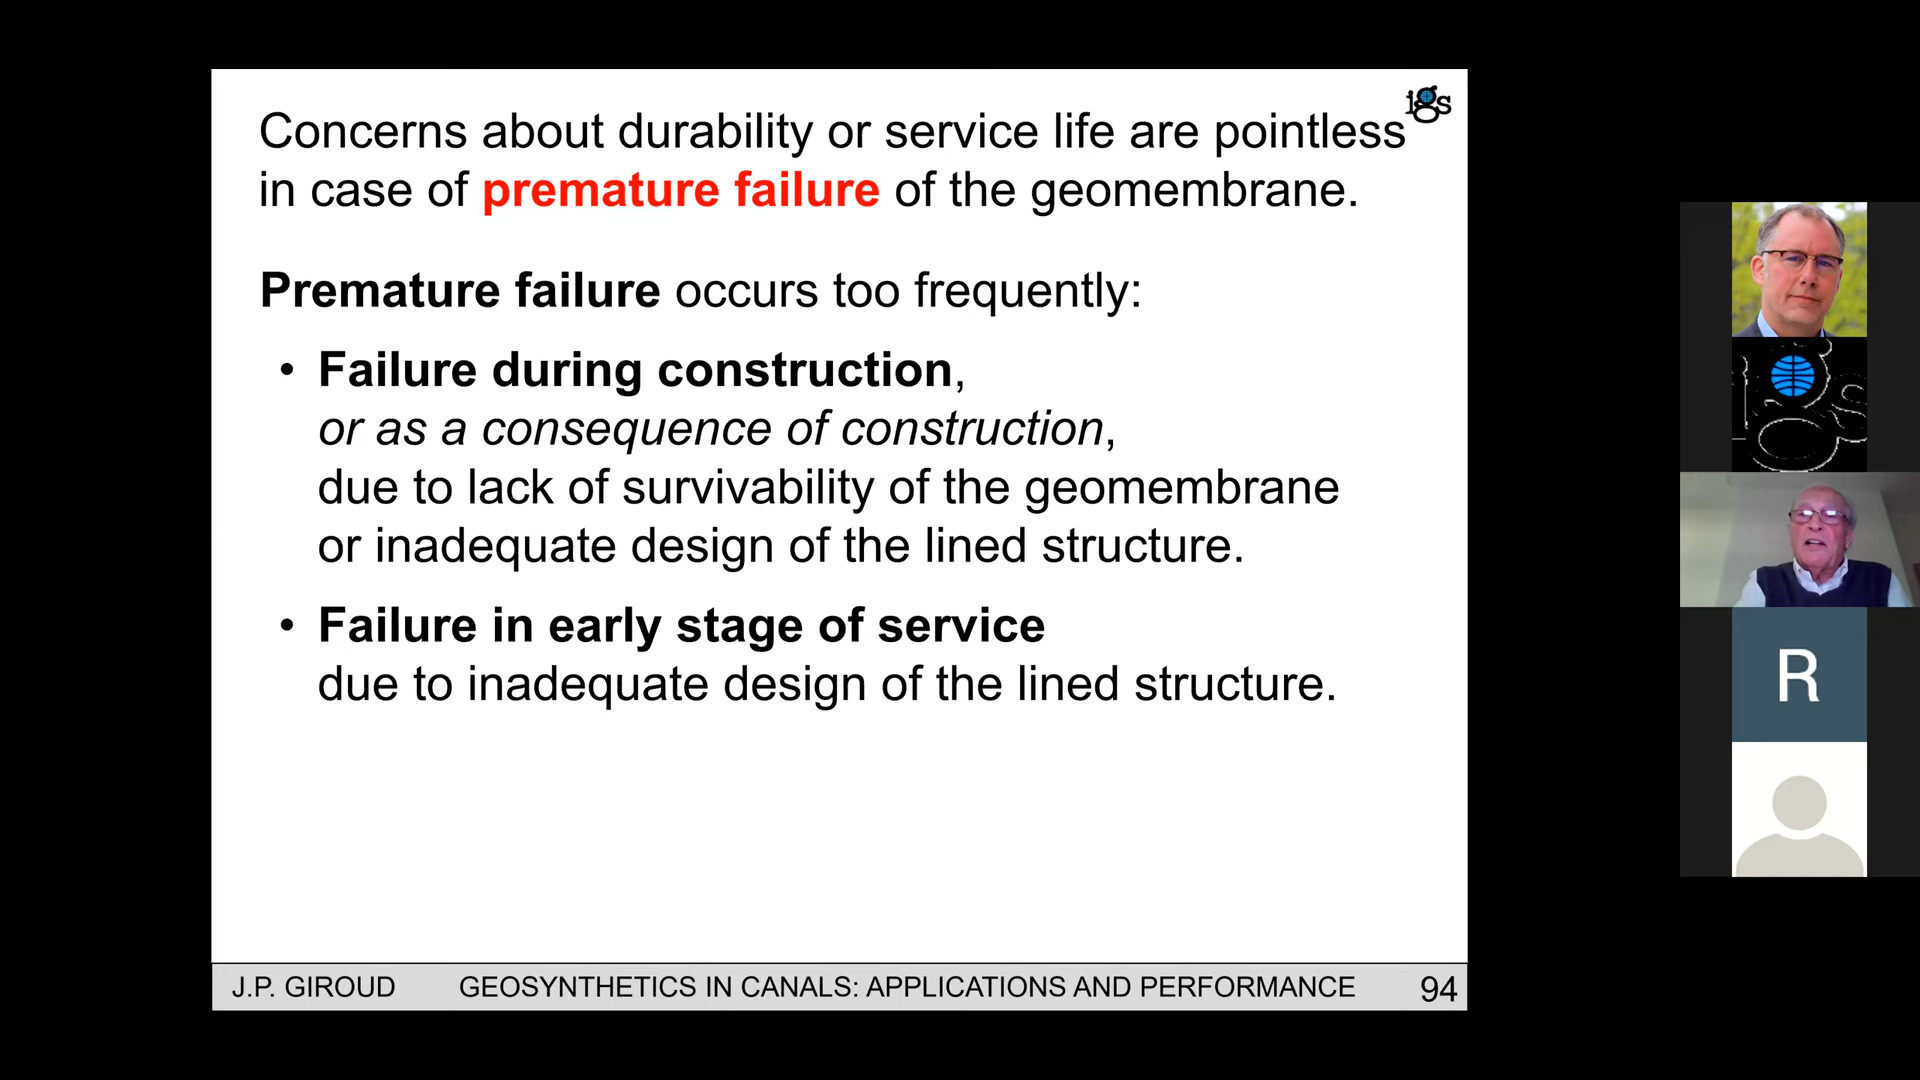 igs
Concerns about durability or service life are pointless
in case of premature failure of the geomembrane.
Premature failure occurs too frequently:
• Failure during construction,
or as a consequence of construction,
due to lack of survivability of the geomembrane
or inadequate design of the lined structure.
• Failure in early stage of service
due to inadequate design of the lined structure.
J.P. GIROUD GEOSYNTHETICS IN CANALS: APPLICATIONS AND PERFORMANCE 94
igs
R